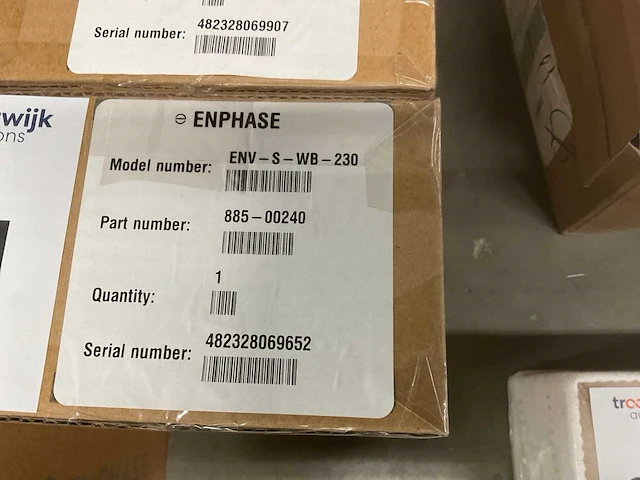 Serial number: 482328069907
wijk
ons
ENPHASE
Model number: ENV-S-WB-230
Part number: 885-00240
Quantity: 1
Serial number: 482328069652